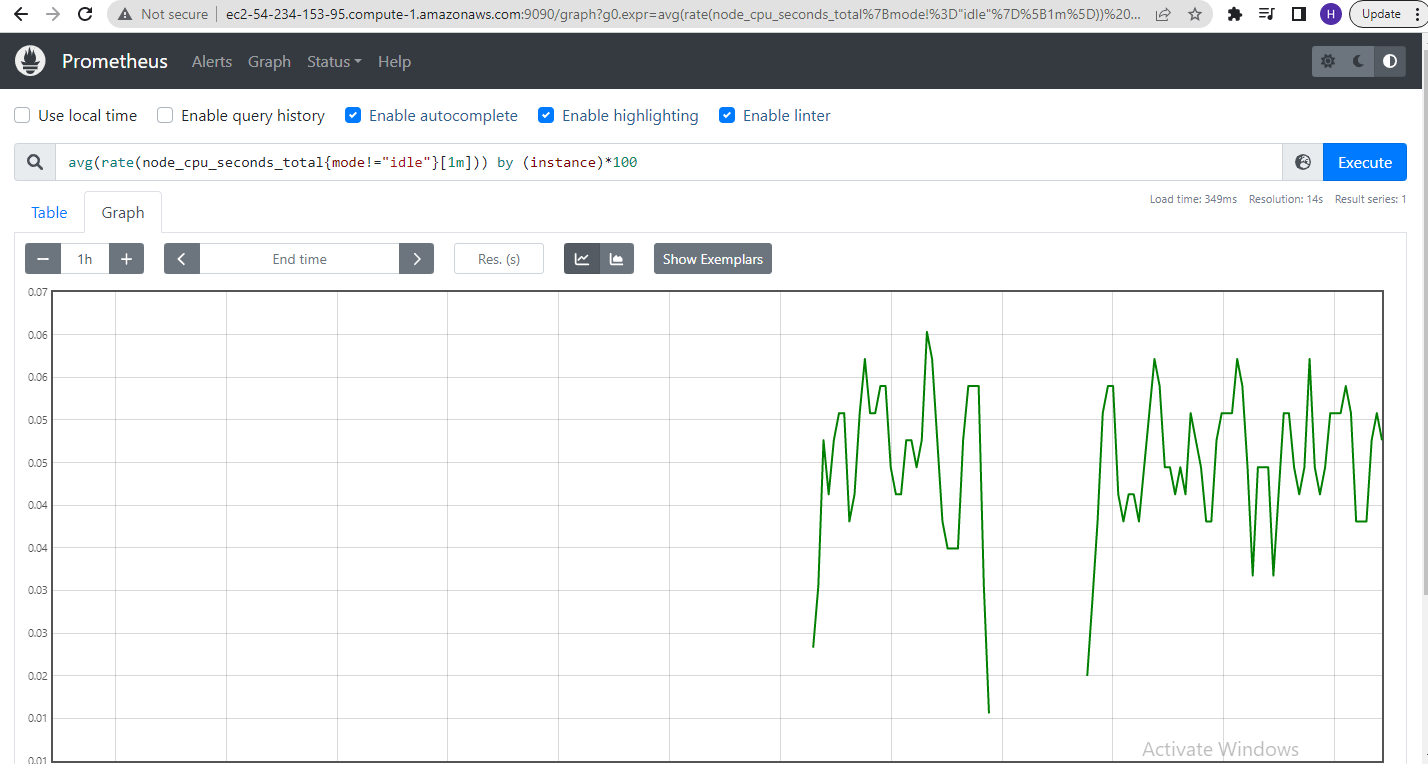 Not secure | ec2-54-234-153-95.compute-1.amazonaws.com:9090/graph?g0.expr=avg(rate(node_cpu_seconds_total%7Bmode!%3D"idle"%7D%5B1m%5D))%20... H Update
Prometheus Alerts Graph Status Help
Use local time Enable query history Enable autocomplete Enable highlighting Enable linter
avg(rate(node_cpu_seconds_total{mode!="idle"}[1m])) by (instance)*100 Execute
Load time: 349ms Resolution: 14s Result series: 1
Table Graph
1h End time Res. (s) Show Exemplars
0.07
0.06
0.06
0.05
0.05
0.04
0.04
0.03
0.03
0.02
0.01
0.01
Activate Windows